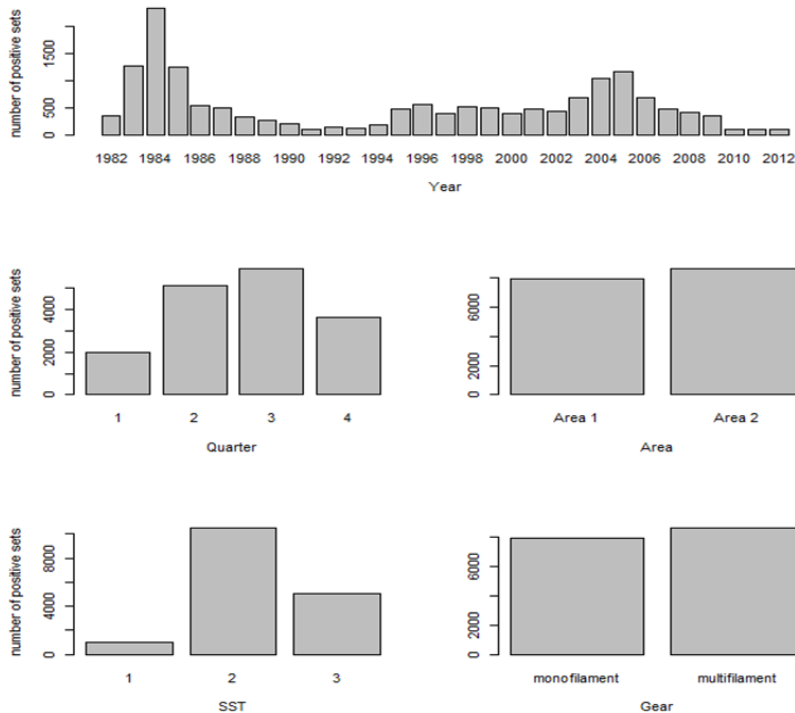 number of positive sets
1500
500
0
1982 1984 1986 1988 1990 1992 1994 1996 1998 2000 2002 2004 2006 2008 2010 2012
Year
number of positive sets
4000
2000
0
1 2 3 4
Quarter
6000
2000
0
Area 1 Area 2
Area
number of positive sets
8000
4000
0
1 2 3
SST
6000
2000
0
monofilament multifilament
Gear